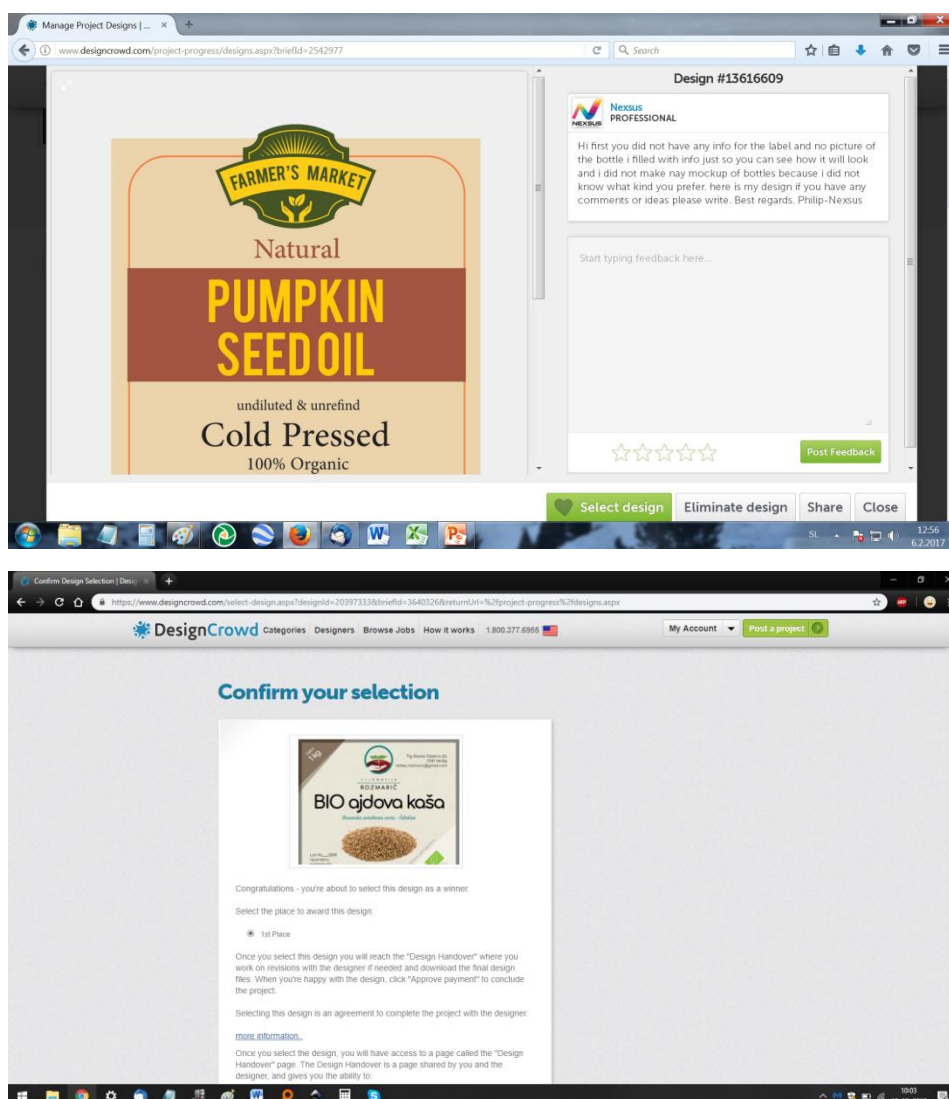 Manage Project Designs | ...
www.designcrowd.com/project-progress/designs.aspx?briefId=2542977
Search
Design #13616609
Nexsus
PROFESSIONAL
NEXSUS
Hi first you did not have any info for the label and no picture of
the bottle i filled with info just so you can see how it will look
and i did not make nay mockup of bottles because i did not
know what kind you prefer. here is my design if you have any
comments or ideas please write. Best regards. Philip-Nexsus
Start typing feedback here...
Post Feedback
FARMER'S MARKET
Natural
PUMPKIN
SEED OIL
undiluted & unrefind
Cold Pressed
100% Organic
Select design
Eliminate design
Share
Close
SL
12:56
6.2.2017
Confirm Design Selection | Desig
https://www.designcrowd.com/select-design.aspx?designId=20397333&briefId=3640326&returnUrl=%2fproject-progress%2fdesigns.aspx
DesignCrowd Categories Designers Browse Jobs How it works 1.800.377.6966
My Account
Post a project
Confirm your selection
1kg
ROZMARIČ
BIO ajdova kaša
Congratulations - you're about to select this design as a winner.
Select the place to award this design:
1st Place
Once you select this design you will reach the "Design Handover" where you
work on revisions with the designer if needed and download the final design
files. When you're happy with the design, click "Approve payment" to conclude
the project.
Selecting this design is an agreement to complete the project with the designer.
more information..
Once you select the design, you will have access to a page called the "Design
Handover" page. The Design Handover is a page shared by you and the
designer, and gives you the ability to:
10:03